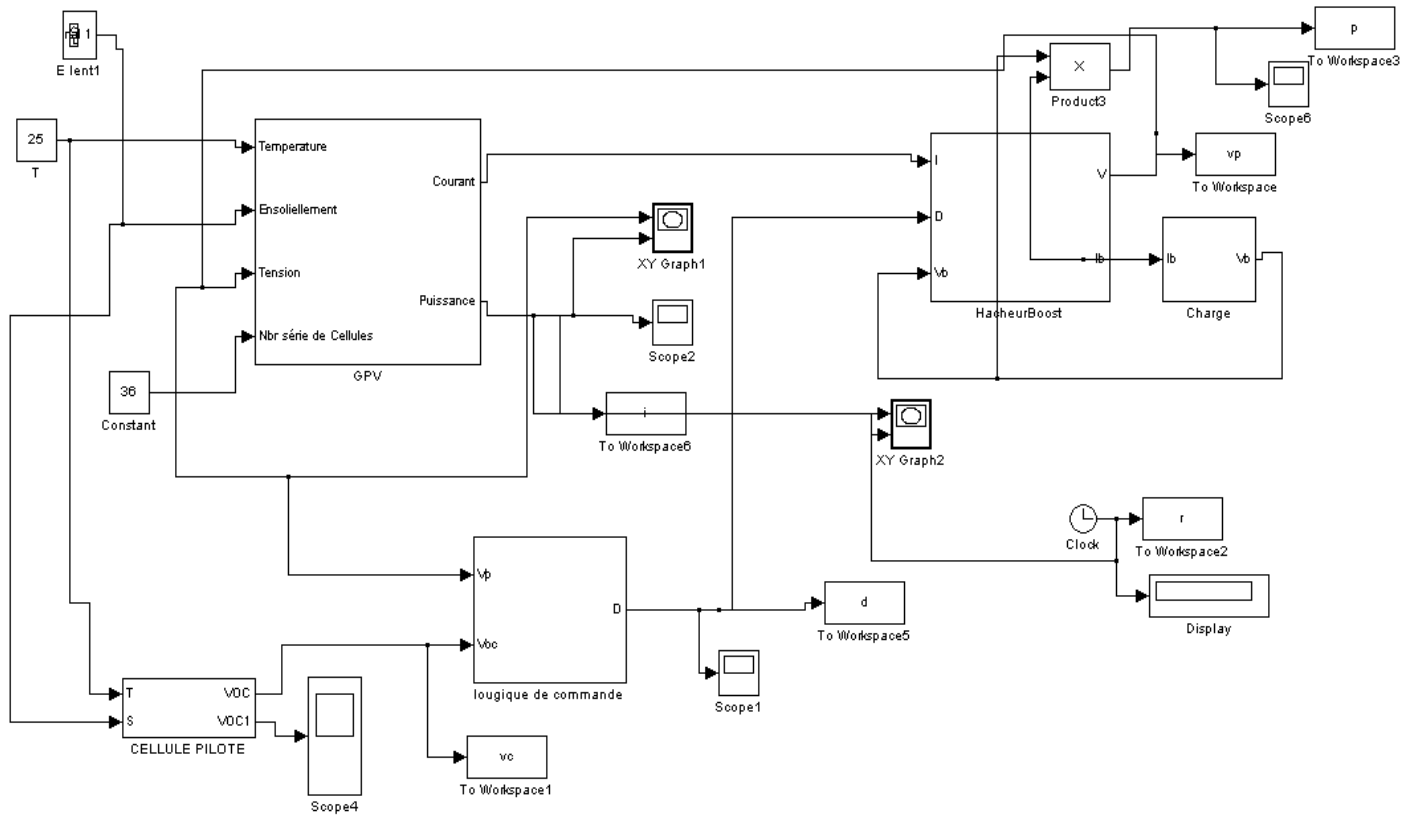 1
E lent1
25
T
Temperature
Ensoliellement
Tension
Nbr série de Cellules
Courant
Puissance
GPV
36
Constant
XY Graph1
Scope2
i
To Workspace6
XY Graph2
X
Product3
p
To Workspace3
Scope6
I
D
Vb
V
Ib
HacheurBoost
vp
To Workspace
Ib
Vb
Charge
Clock
r
To Workspace2
Display
Vp
Voc
D
lougique de commande
d
To Workspace5
Scope1
T
S
VOC
VOC1
CELLULE PILOTE
Scope4
vc
To Workspace1